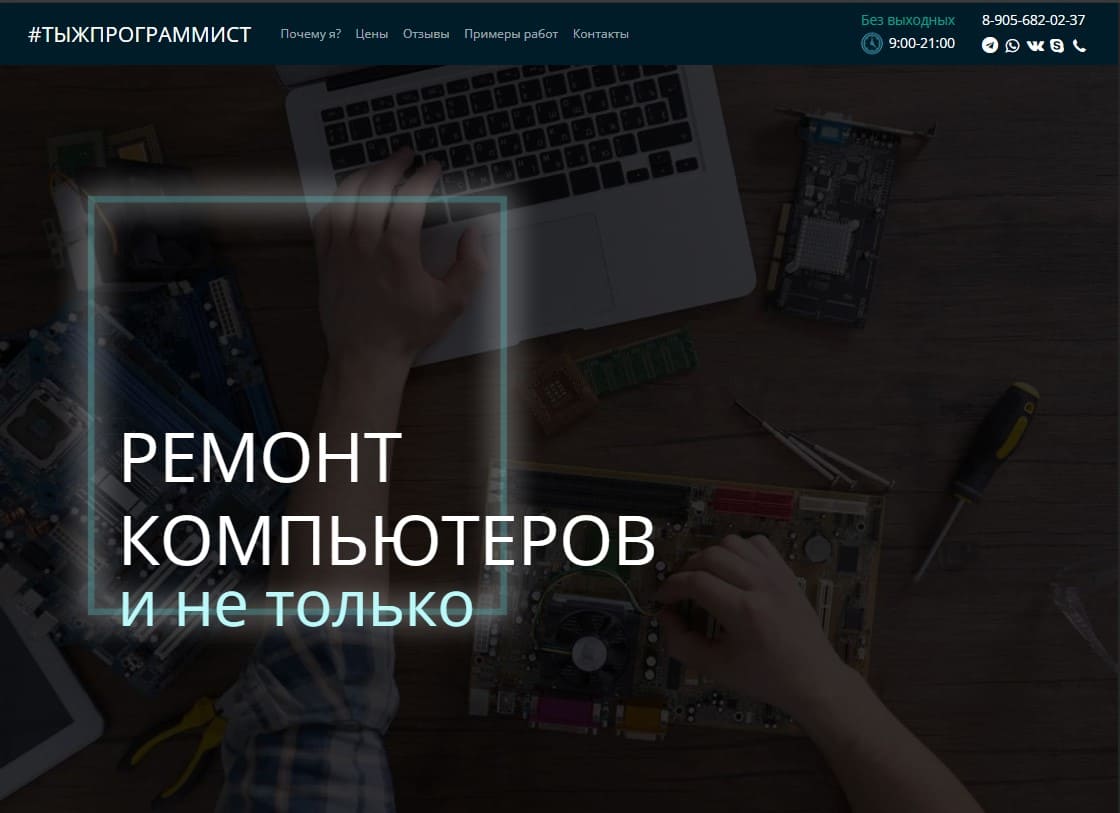 #ТЫЖПРОГРАММИСТ
Почему я? Цены Отзывы Примеры работ Контакты
Без выходных
9:00-21:00
8-905-682-02-37
РЕМОНТ
КОМПЬЮТЕРОВ
и не только